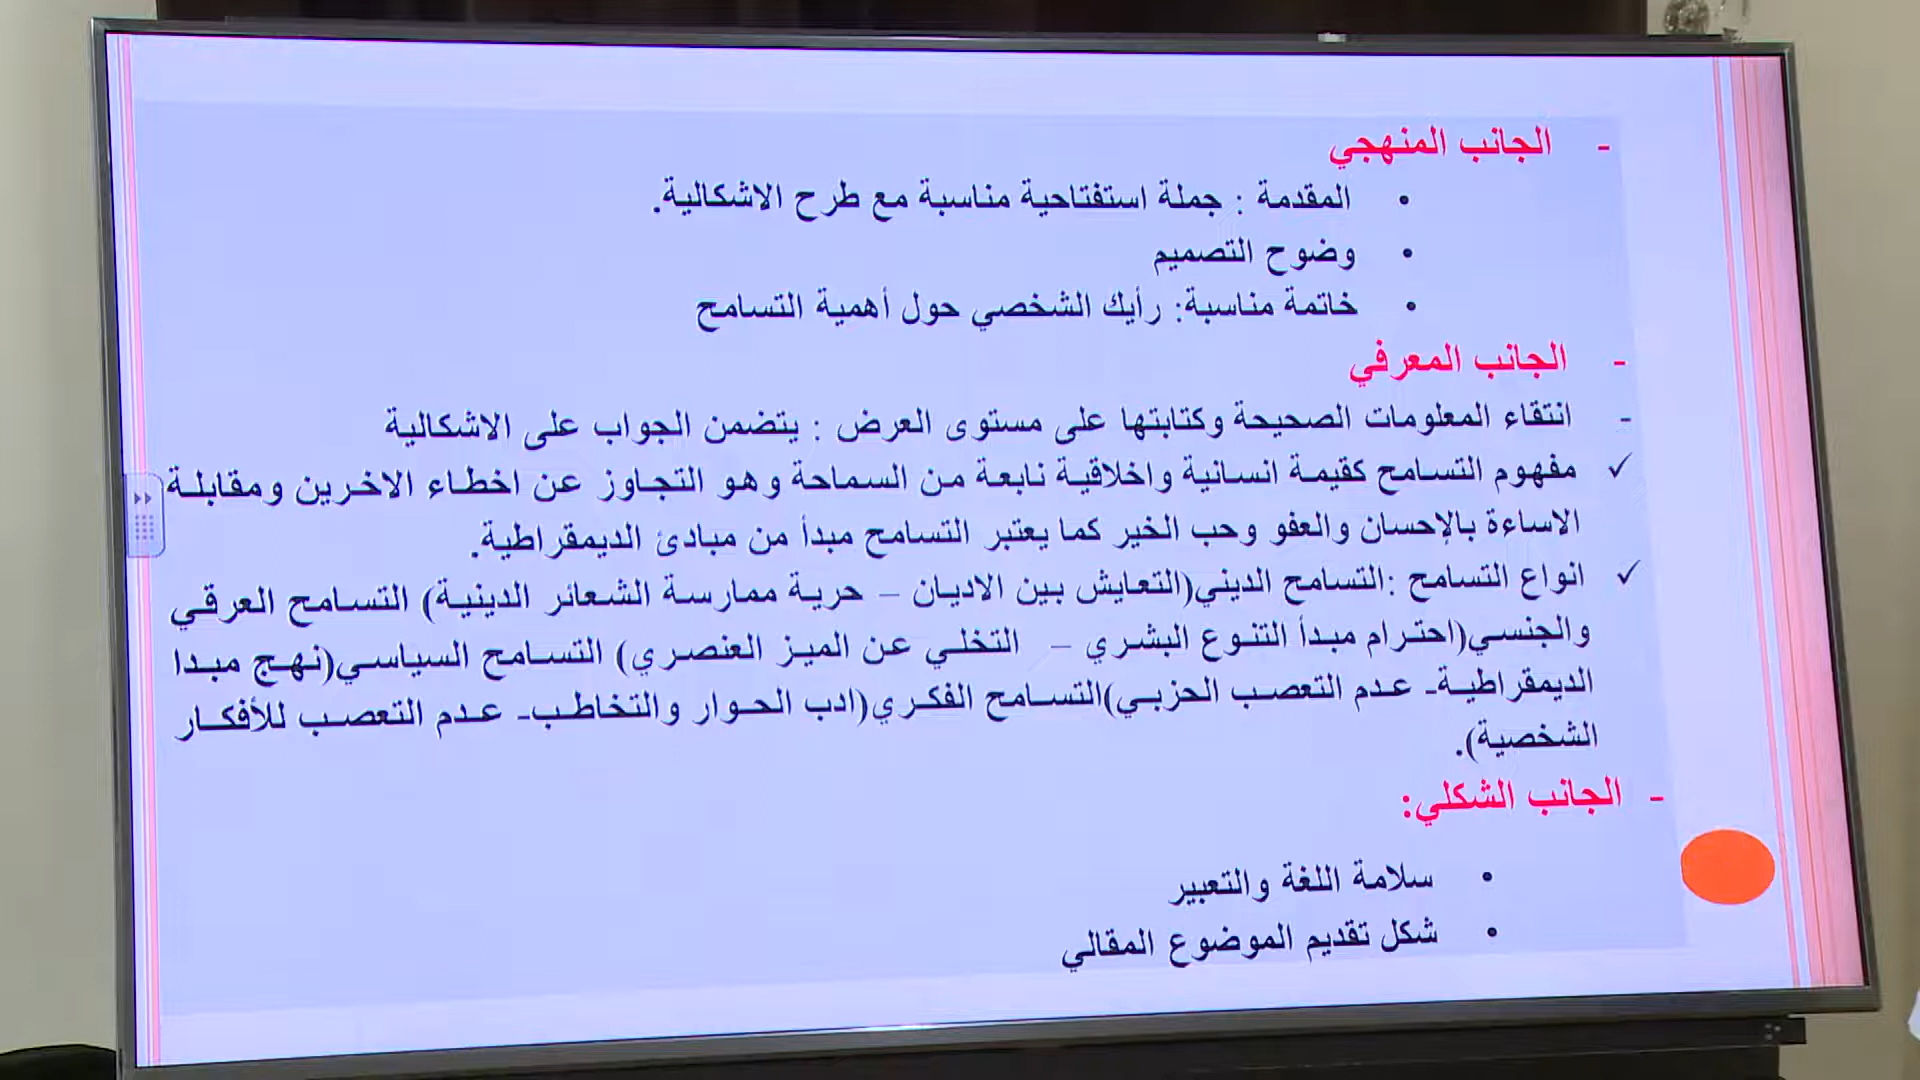 - الجانب المنهجي
• المقدمة : جملة استفتاحية مناسبة مع طرح الاشكالية.
• وضوح التصميم
• خاتمة مناسبة: رأيك الشخصي حول أهمية التسامح
- الجانب المعرفي
- انتقاء المعلومات الصحيحة وكتابتها على مستوى العرض : يتضمن الجواب على الاشكالية
✓ مفهوم التسامح كقيمة انسانية واخلاقية نابعة من السماحة وهو التجاوز عن اخطاء الاخرين ومقابلة
الاساءة بالإحسان والعفو وحب الخير كما يعتبر التسامح مبدأ من مبادئ الديمقراطية.
✓ انواع التسامح :التسامح الديني(التعايش بين الاديان – حرية ممارسة الشعائر الدينية) التسامح العرقي
والجنسي(احترام مبدأ التنوع البشري – التخلي عن الميز العنصري) التسامح السياسي(نهج مبدا
الديمقراطية- عدم التعصب الحزبي)التسامح الفكري(ادب الحوار والتخاطب- عدم التعصب للأفكار
الشخصية).
- الجانب الشكلي:
• سلامة اللغة والتعبير
• شكل تقديم الموضوع المقالي